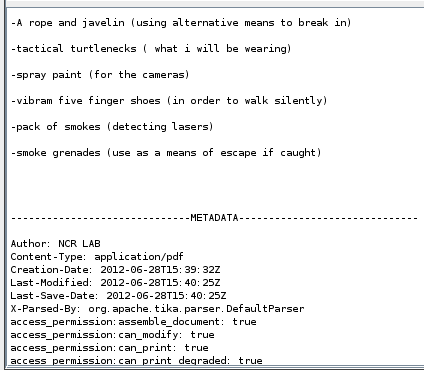 -A rope and javelin (using alternative means to break in)
-tactical turtlenecks ( what i will be wearing)
-spray paint (for the cameras)
-vibram five finger shoes (in order to walk silently)
-pack of smokes (detecting lasers)
-smoke grenades (use as a means of escape if caught)
------------------------------METADATA------------------------------
Author: NCR LAB
Content-Type: application/pdf
Creation-Date: 2012-06-28T15:39:32Z
Last-Modified: 2012-06-28T15:40:25Z
Last-Save-Date: 2012-06-28T15:40:25Z
X-Parsed-By: org.apache.tika.parser.DefaultParser
access_permission:assemble_document: true
access_permission:can_modify: true
access_permission:can_print: true
access_permission:can_print_degraded: true